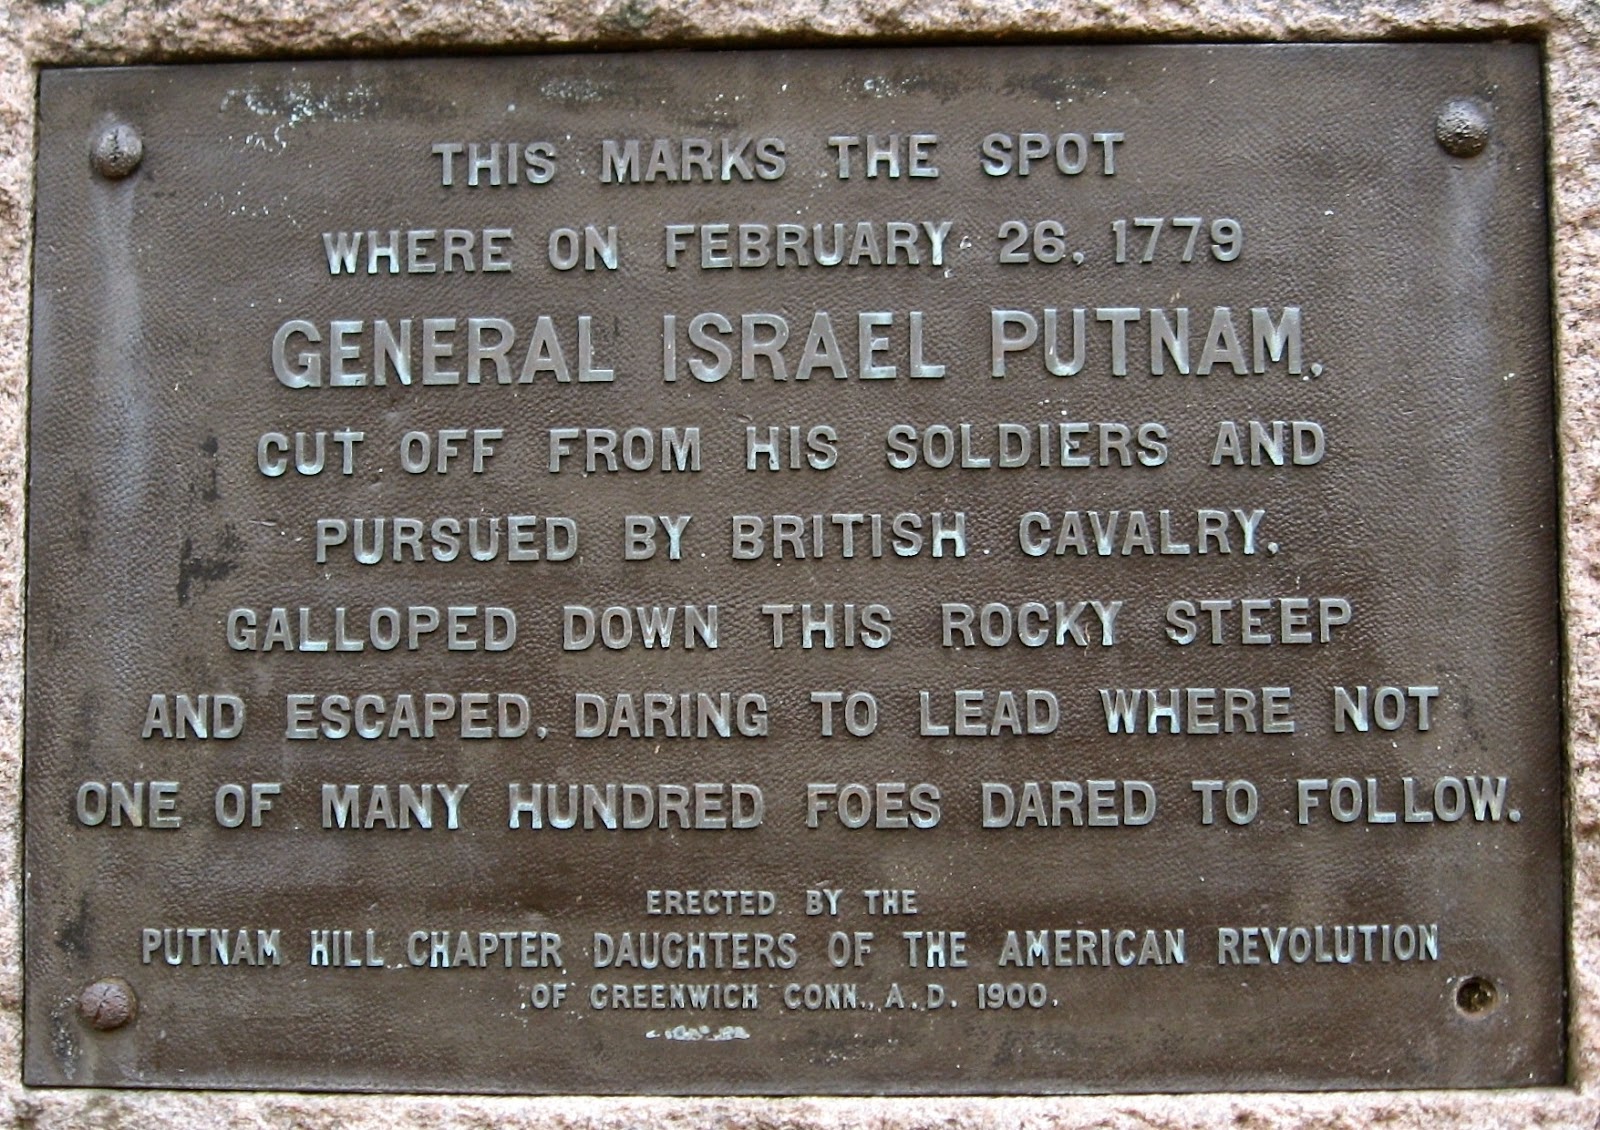 THIS MARKS THE SPOT
WHERE ON FEBRUARY 26, 1779
GENERAL ISRAEL PUTNAM,
CUT OFF FROM HIS SOLDIERS AND
PURSUED BY BRITISH CAVALRY,
GALLOPED DOWN THIS ROCKY STEEP
AND ESCAPED, DARING TO LEAD WHERE NOT
ONE OF MANY HUNDRED FOES DARED TO FOLLOW.
ERECTED BY THE
PUTNAM HILL CHAPTER DAUGHTERS OF THE AMERICAN REVOLUTION
OF GREENWICH CONN., A.D. 1900.